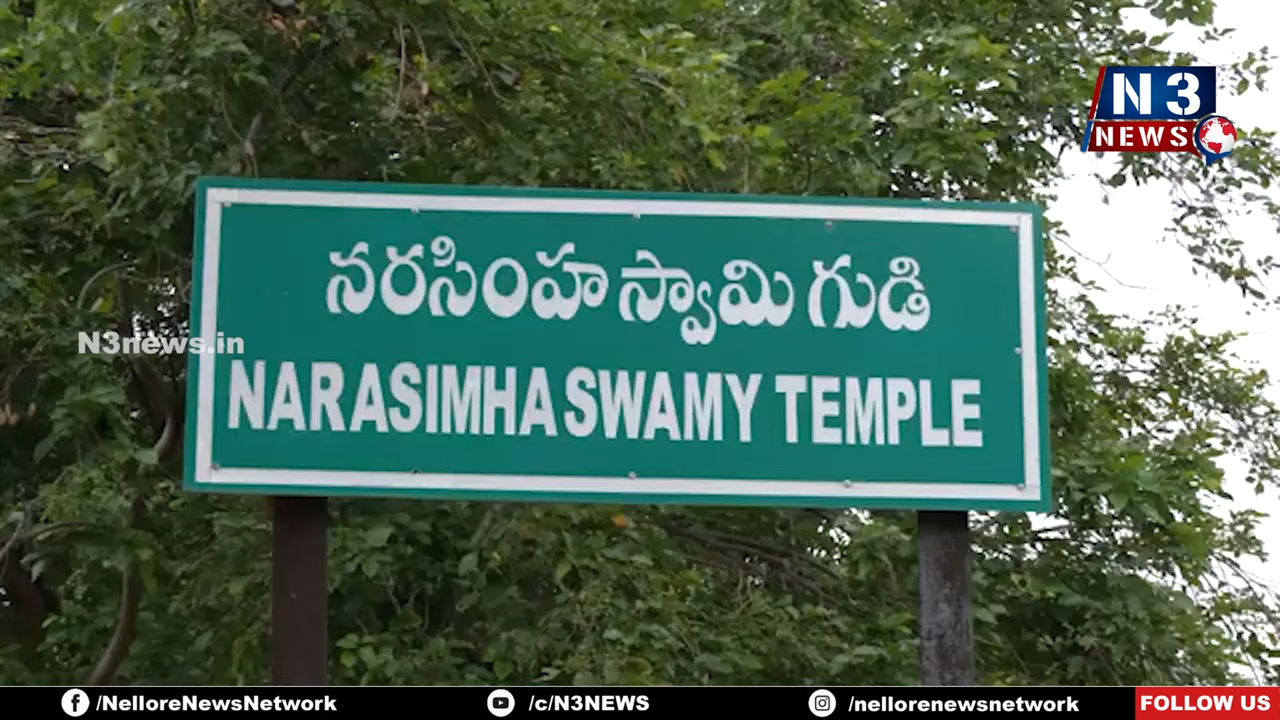 N3
NEWS
నరసింహ స్వామి గుడి
N3news.in
NARASIMHA SWAMY TEMPLE
/NelloreNewsNetwork
/c/N3NEWS
/nellorenewsnetwork
FOLLOW US